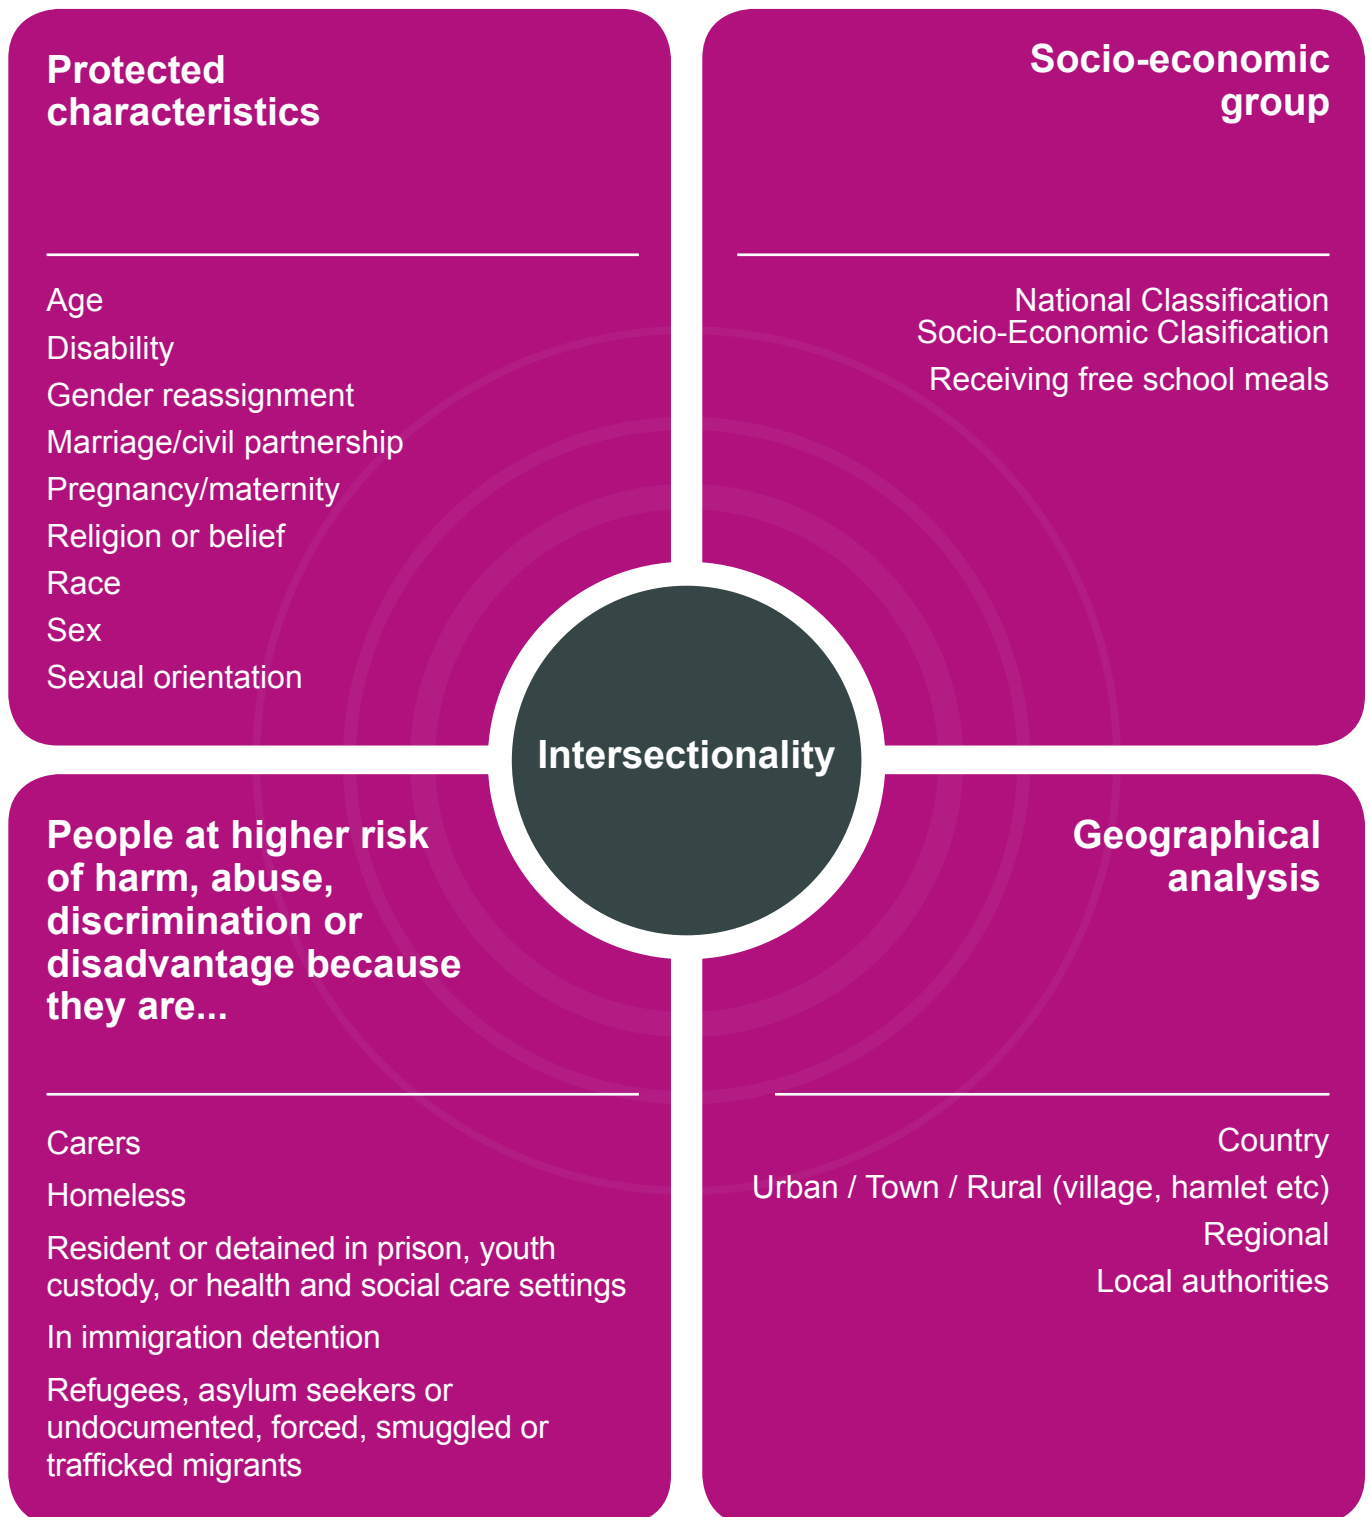 Protected
characteristics
Age
Disability
Gender reassignment
Marriage/civil partnership
Pregnancy/maternity
Religion or belief
Race
Sex
Sexual orientation
Socio-economic
group
National Classification
Socio-Economic Clasification
Receiving free school meals
Intersectionality
People at higher risk
of harm, abuse,
discrimination or
disadvantage because
they are...
Carers
Homeless
Resident or detained in prison, youth
custody, or health and social care settings
In immigration detention
Refugees, asylum seekers or
undocumented, forced, smuggled or
trafficked migrants
Geographical
analysis
Country
Urban / Town / Rural (village, hamlet etc)
Regional
Local authorities